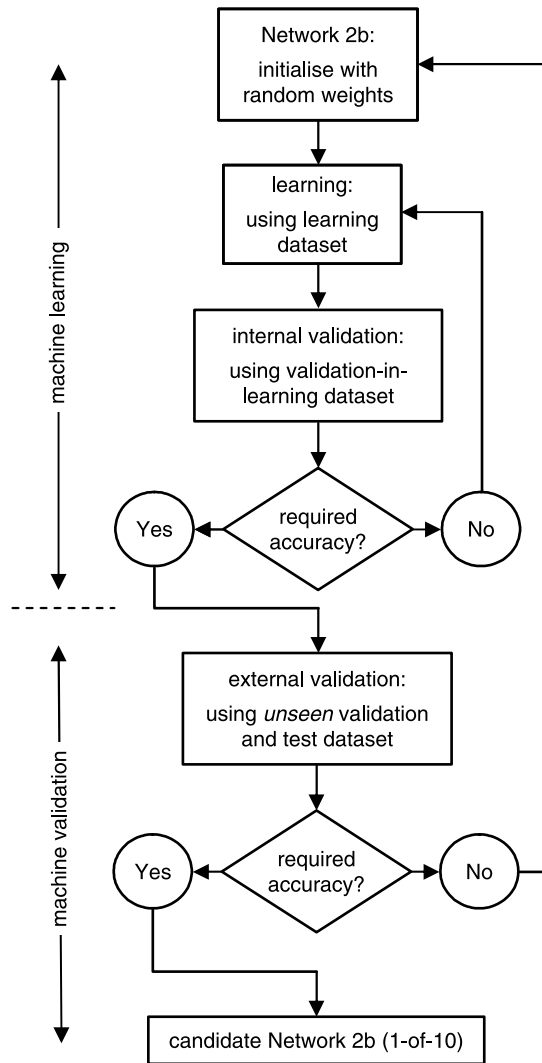 Network 2b:
initialise with
random weights
learning:
using learning
dataset
internal validation:
using validation-in-
learning dataset
machine learning
required
accuracy?
Yes
No
external validation:
using unseen validation
and test dataset
machine validation
required
accuracy?
Yes
No
candidate Network 2b (1-of-10)